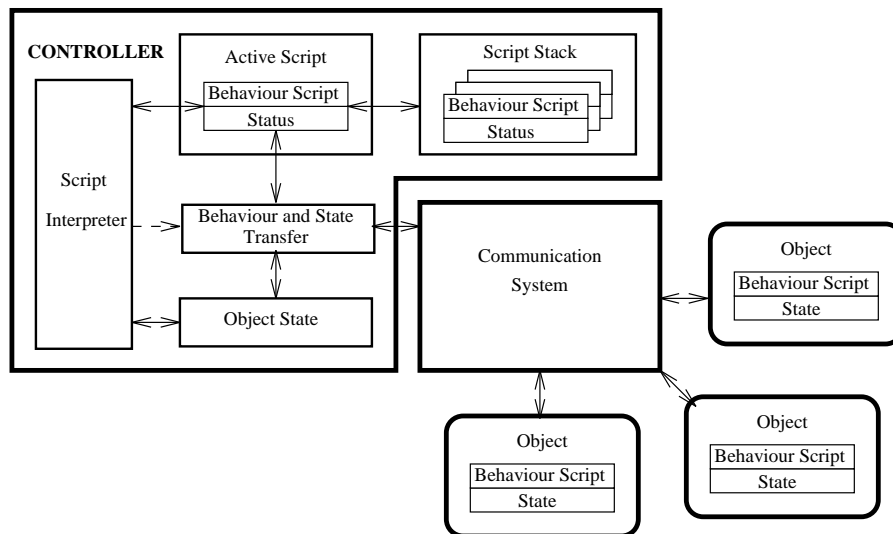 CONTROLLER
Active Script
Behaviour Script
Status
Script Stack
Behaviour Script
Status
Script
Interpreter
Behaviour and State
Transfer
Object State
Communication
System
Object
Behaviour Script
State
Object
Behaviour Script
State
Object
Behaviour Script
State